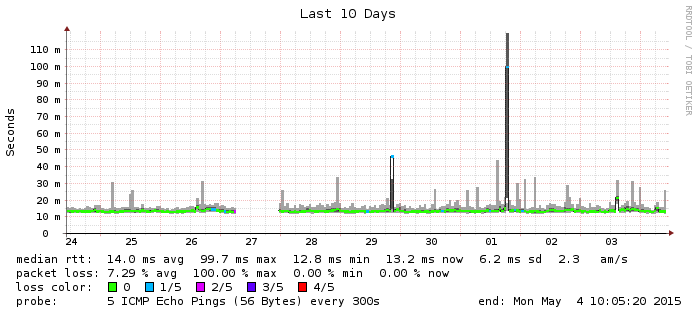 Last 10 Days
RRDTOOL / TOBI OETIKER
Seconds
110 m
100 m
90 m
80 m
70 m
60 m
50 m
40 m
30 m
20 m
10 m
0
24 25 26 27 28 29 30 01 02 03
median rtt: 14.0 ms avg 99.7 ms max 12.8 ms min 13.2 ms now 6.2 ms sd 2.3 am/s
packet loss: 7.29 % avg 100.00 % max 0.00 % min 0.00 % now
loss color: 0 1/5 2/5 3/5 4/5
probe: 5 ICMP Echo Pings (56 Bytes) every 300s end: Mon May 4 10:05:20 2015